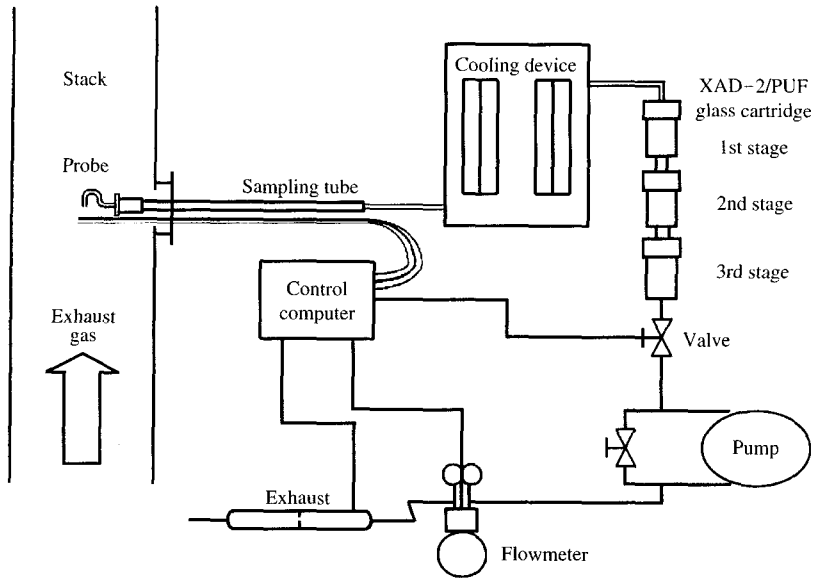 Stack
Cooling device
XAD-2/PUF
glass cartridge
1st stage
Probe
Sampling tube
2nd stage
3rd stage
Control
computer
Exhaust
gas
Valve
Pump
Exhaust
Flowmeter